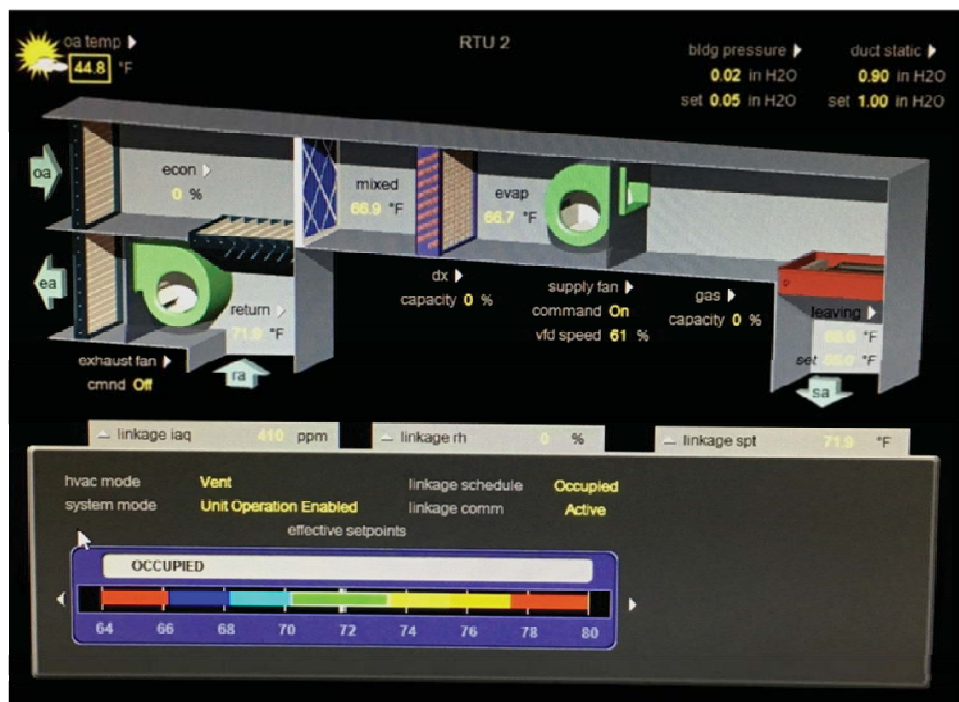 RTU 2
oa temp
44.8 °F
bldg pressure
0.02 in H2O
set 0.05 in H2O
duct static
0.90 in H2O
set 1.00 in H2O
oa
econ
0 %
mixed
66.9 °F
evap
66.7 °F
ea
return
71.9 °F
dx
capacity 0 %
supply fan
command On
vfd speed 61 %
gas
capacity 0 %
leaving
°F
set °F
exhaust fan
cmnd Off
ra
sa
linkage iaq 410 ppm
linkage rh 0 %
linkage spt 71.9 °F
hvac mode Vent
linkage schedule Occupied
system mode Unit Operation Enabled
linkage comm Active
effective setpoints
OCCUPIED
64 66 68 70 72 74 76 78 80